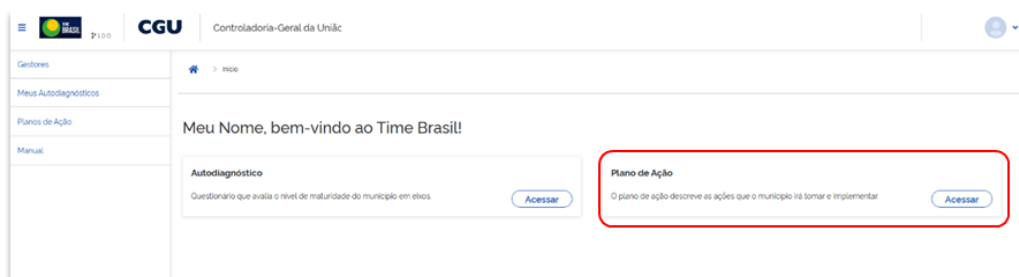 TIME
BRASIL
P100
CGU
Controladoria-Geral da União
Gestores
Meus Autodiagnósticos
Planos de Ação
Manual
> Início
Meu Nome, bem-vindo ao Time Brasil!
Autodiagnóstico
Questionário que avalia o nível de maturidade do município em eixos.
Acessar
Plano de Ação
O plano de ação descreve as ações que o município irá tomar e implementar.
Acessar